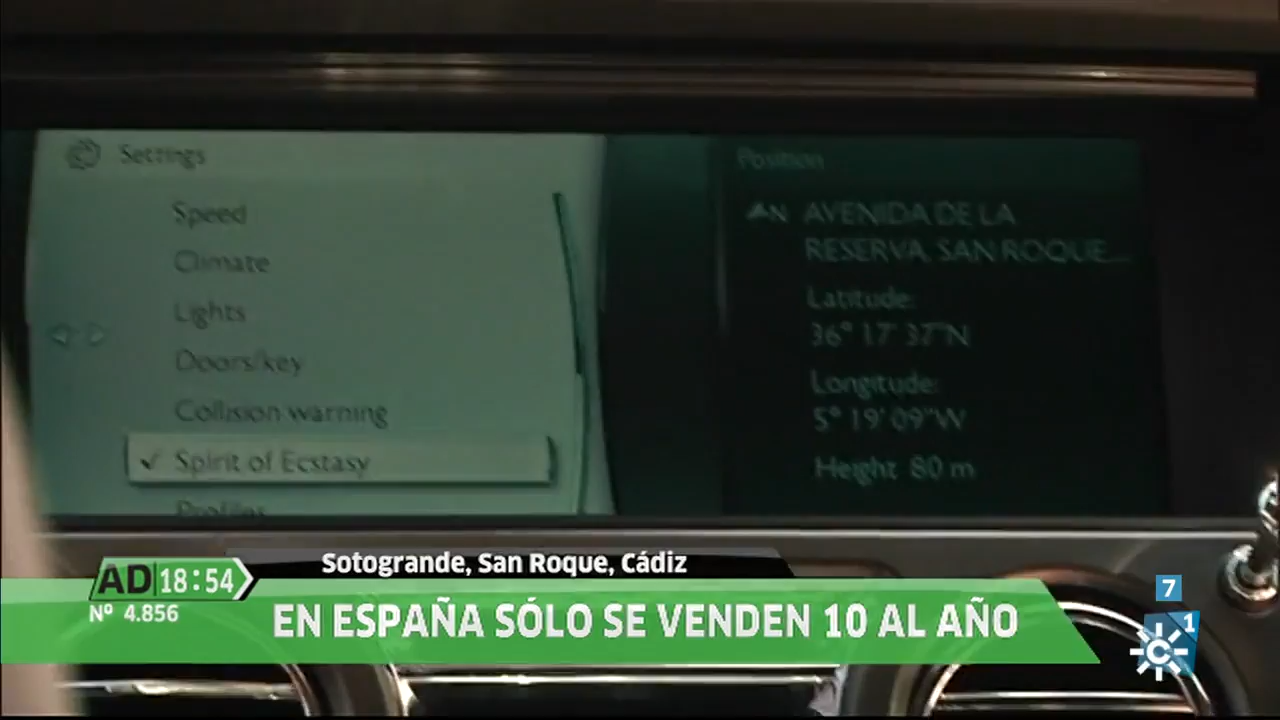 Settings
Speed
Climate
Lights
Doors/key
Collision warning
✓ Spirit of Ecstasy
Profiles
Position
N AVENIDA DE LA
RESERVA, SAN ROQUE...
Latitude:
36° 17' 37"N
Longitude:
5° 19' 09"W
Height 80 m
Sotogrande, San Roque, Cádiz
AD 18:54
Nº 4.856
EN ESPAÑA SÓLO SE VENDEN 10 AL AÑO
7
1